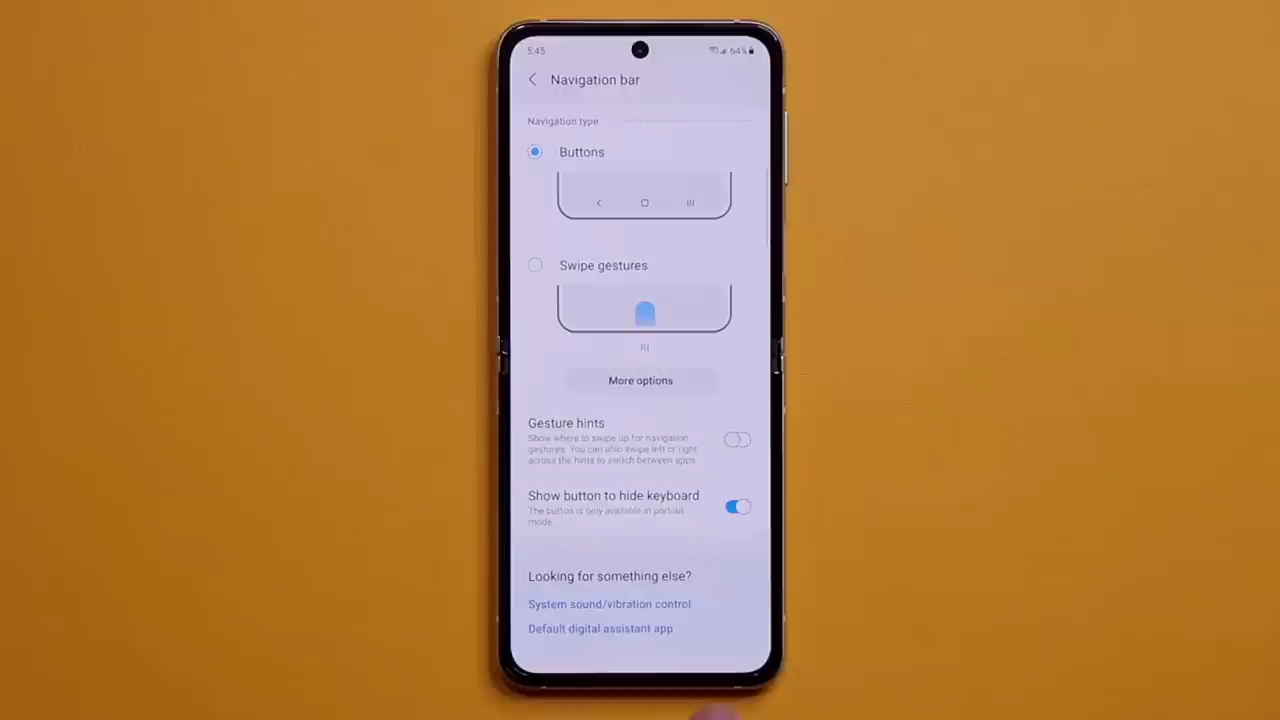 5:45
64%
Navigation bar
Navigation type
Buttons
Swipe gestures
More options
Gesture hints
Show where to swipe up for navigation
gestures. You can also swipe left or right
across the hints to switch between apps.
Show button to hide keyboard
The button is only available in portrait
mode.
Looking for something else?
System sound/vibration control
Default digital assistant app